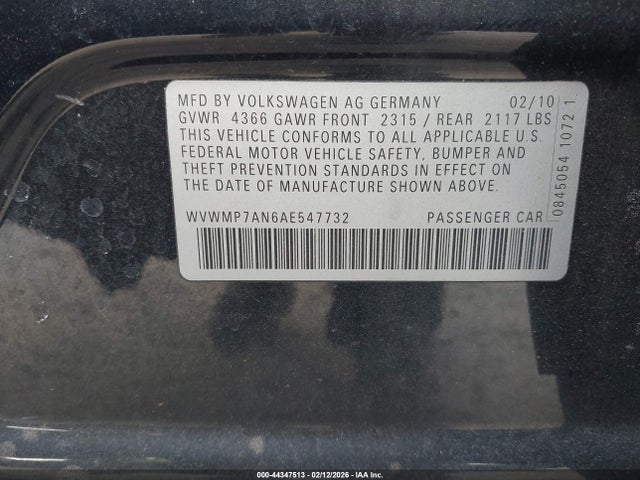 MFD BY VOLKSWAGEN AG GERMANY 02/10
GVWR 4366 GAWR FRONT 2315 / REAR 2117 LBS
THIS VEHICLE CONFORMS TO ALL APPLICABLE U.S.
FEDERAL MOTOR VEHICLE SAFETY, BUMPER AND
THEFT PREVENTION STANDARDS IN EFFECT ON
THE DATE OF MANUFACTURE SHOWN ABOVE.
WVWMP7AN6AE547732 PASSENGER CAR
0845054 1072 1
000-44347513 - 02/12/2026 - IAA Inc.